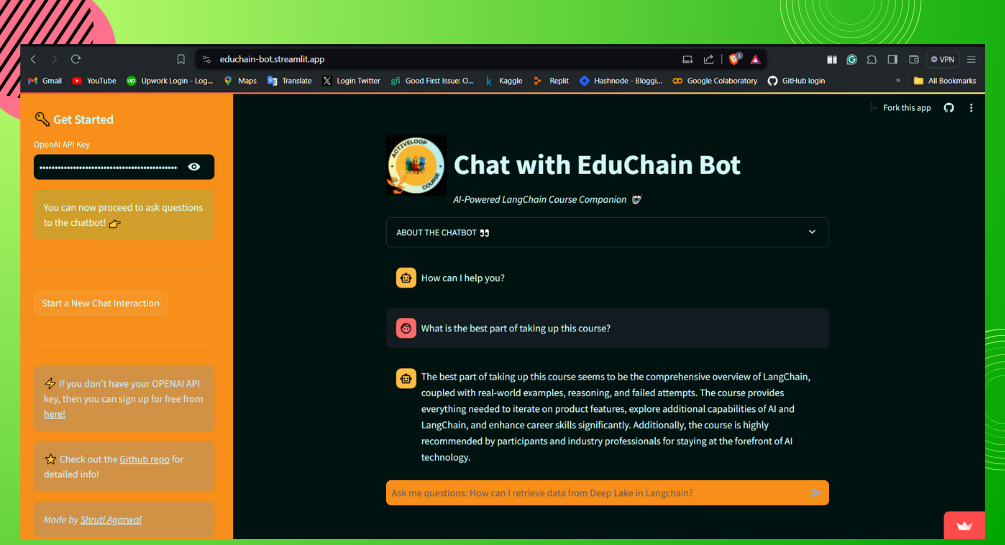 educhain-bot.streamlit.app
VPN
Gmail YouTube Upwork Login - Log... Maps Translate Login Twitter Good First Issue: O... Kaggle Replit Hashnode - Bloggi... Google Colaboratory GitHub login » All Bookmarks
Fork this app
Get Started
OpenAI API Key
You can now proceed to ask questions
to the chatbot!
Start a New Chat Interaction
If you don't have your OPENAI API
key, then you can sign up for free from
here!
Check out the Github repo for
detailed info!
Made by Shruti Agarwal
ACTIVELOOP
COURSE
Chat with EduChain Bot
AI-Powered LangChain Course Companion
ABOUT THE CHATBOT
How can I help you?
What is the best part of taking up this course?
The best part of taking up this course seems to be the comprehensive overview of LangChain,
coupled with real-world examples, reasoning, and failed attempts. The course provides
everything needed to iterate on product features, explore additional capabilities of AI and
LangChain, and enhance career skills significantly. Additionally, the course is highly
recommended by participants and industry professionals for staying at the forefront of AI
technology.
Ask me questions: How can I retrieve data from Deep Lake in Langchain?